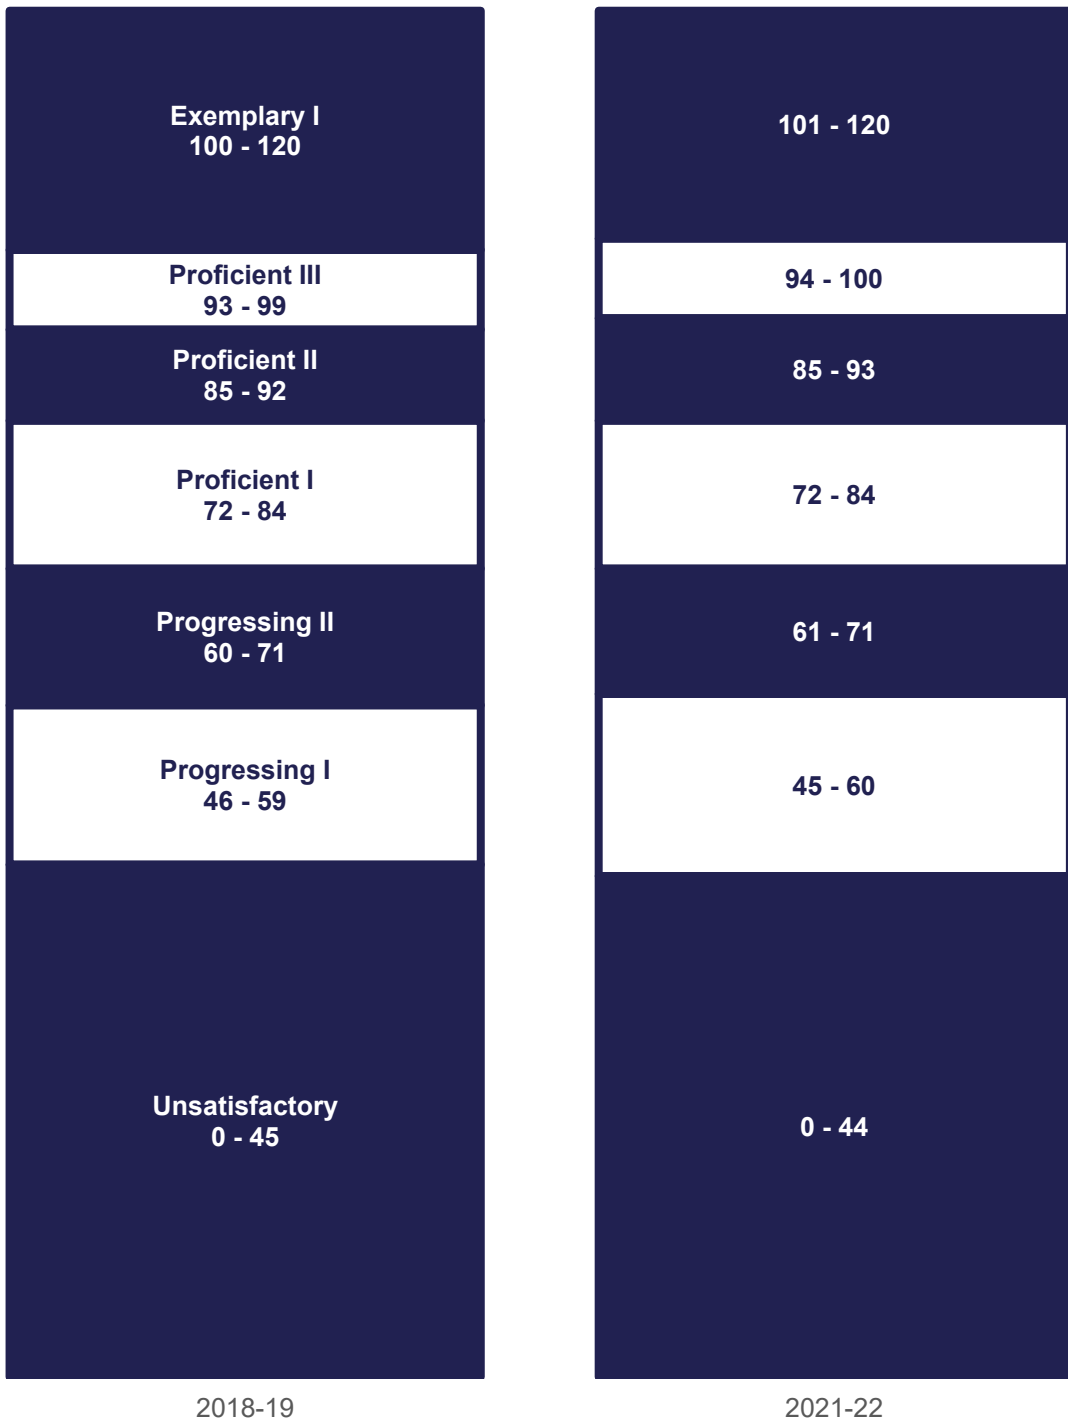 Exemplary I
100 - 120
Proficient III
93 - 99
Proficient II
85 - 92
Proficient I
72 - 84
Progressing II
60 - 71
Progressing I
46 - 59
Unsatisfactory
0 - 45
2018-19
101 - 120
94 - 100
85 - 93
72 - 84
61 - 71
45 - 60
0 - 44
2021-22